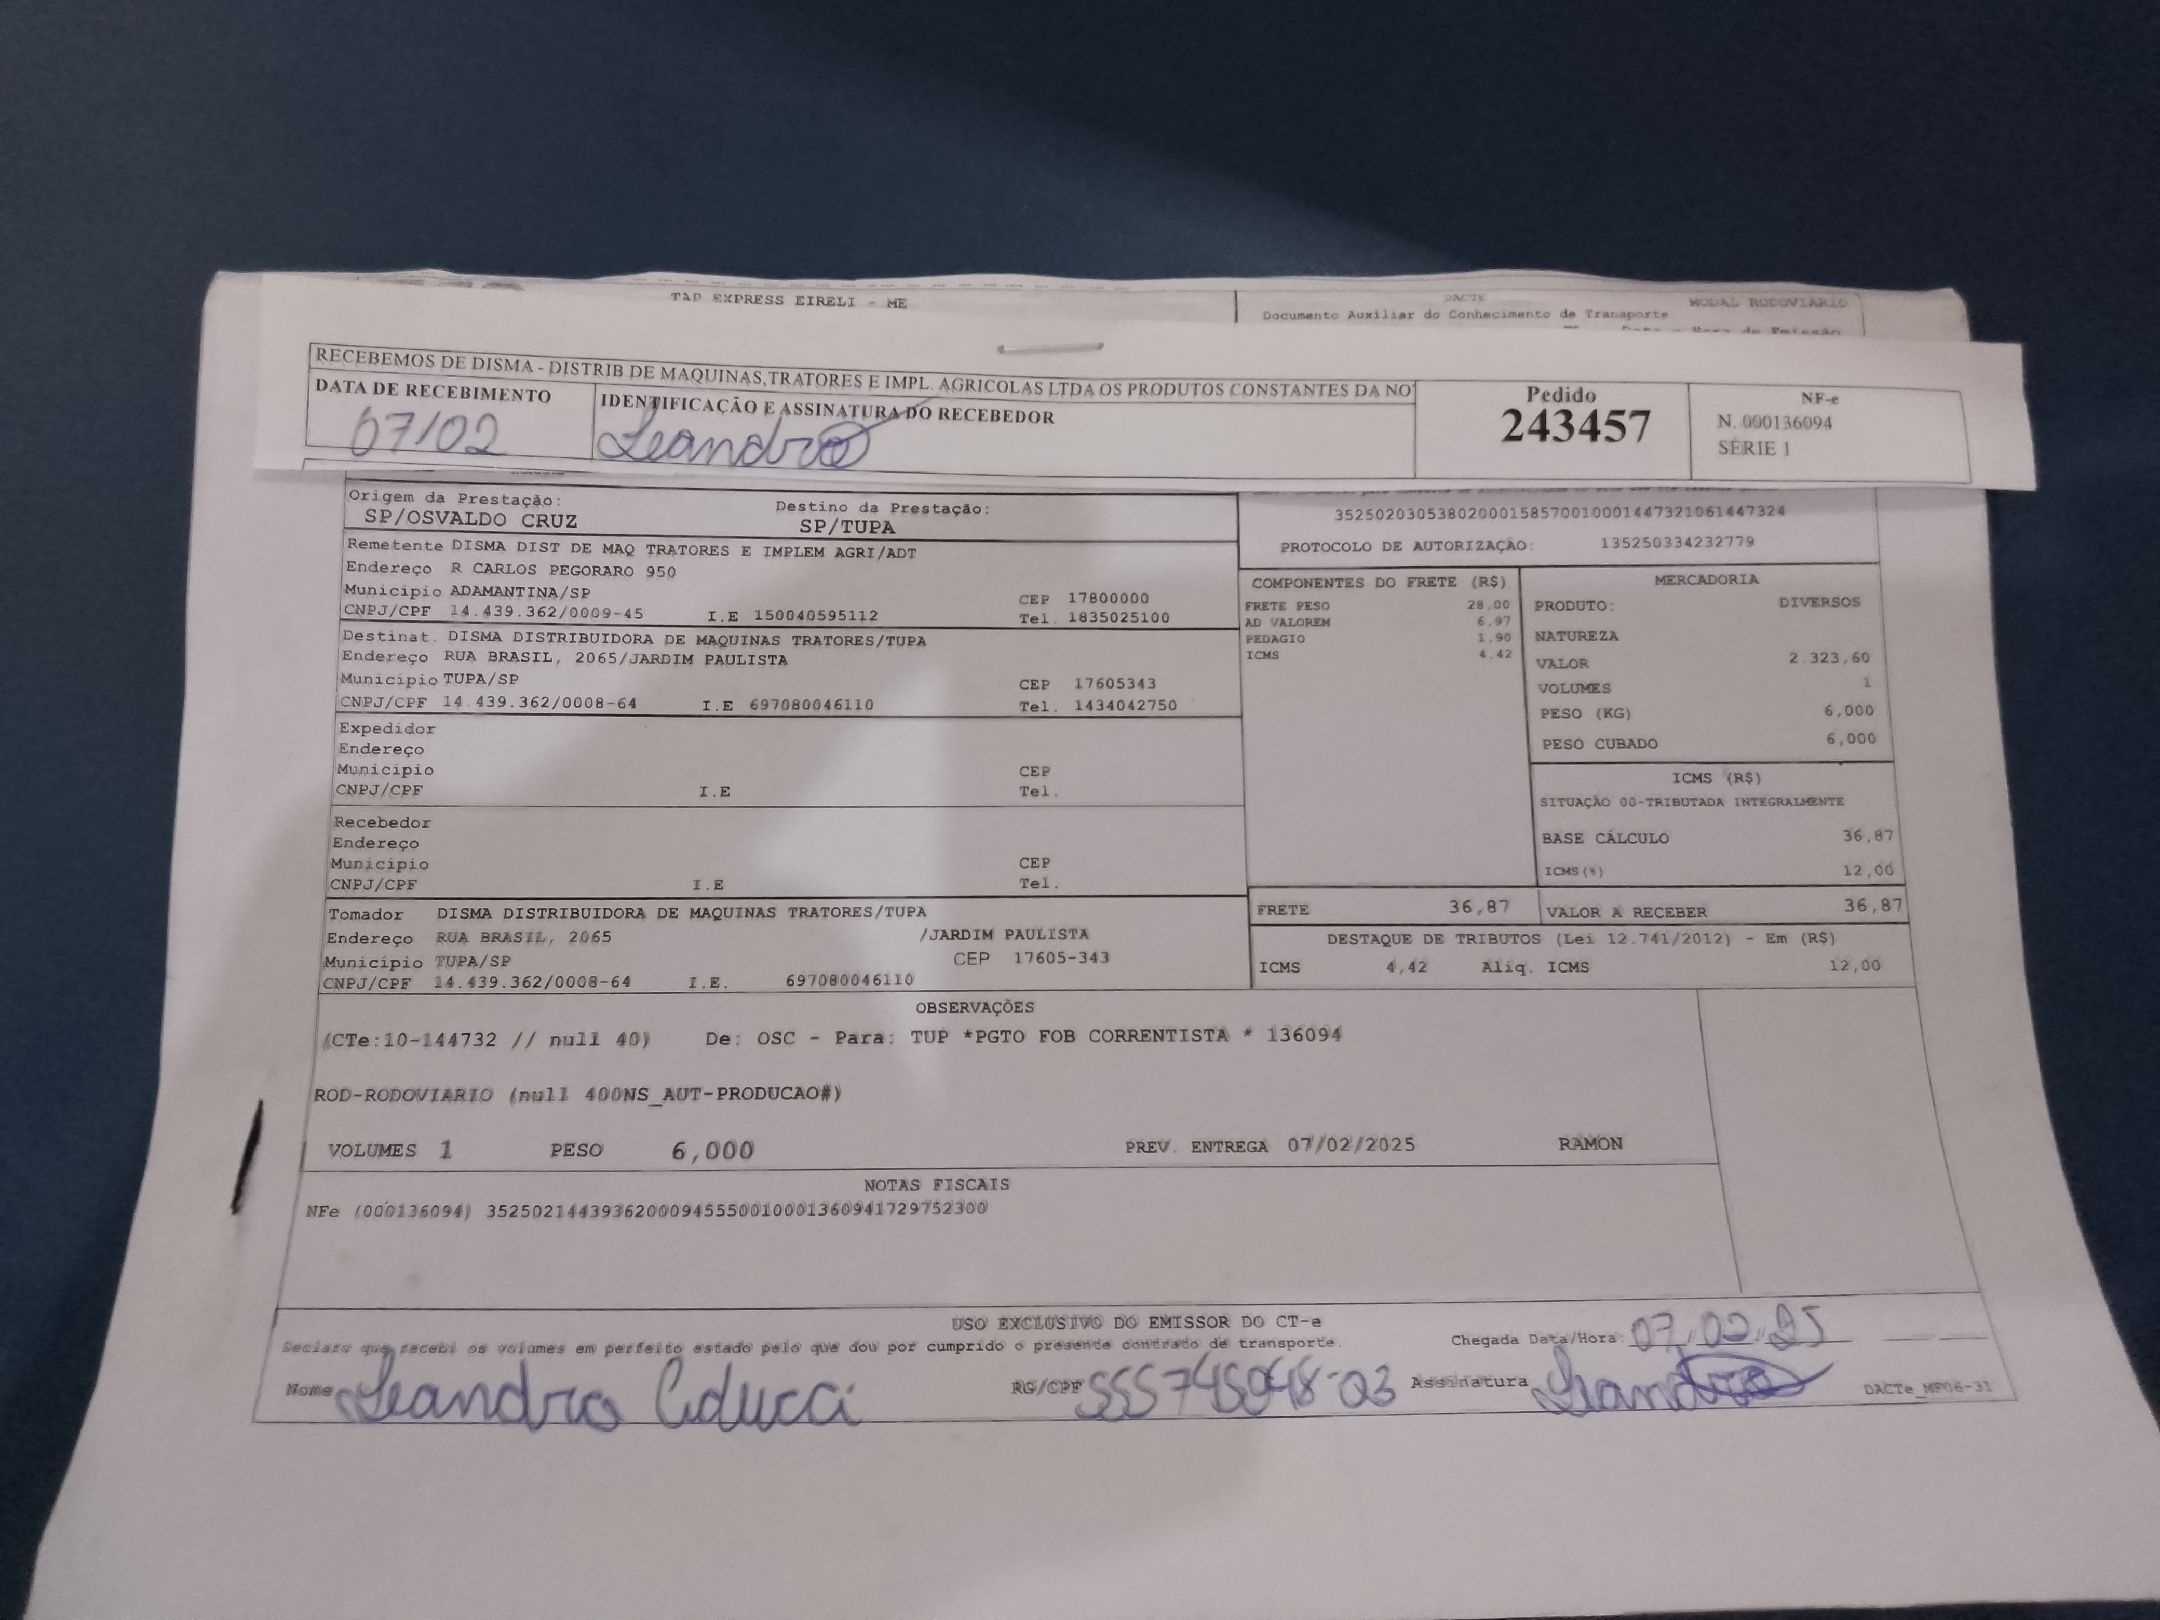 TAP EXPRESS EIRELI - ME
DACTE
MODAL RODOVIÁRIO
Documento Auxiliar do Conhecimento de Transporte
RECEBEMOS DE DISMA - DISTRIB.DE MAQUINAS,TRATORES E IMPL. AGRICOLAS LTDA OS PRODUTOS CONSTANTES DA NO
DATA DE RECEBIMENTO
07/02
IDENTIFICAÇÃO E ASSINATURA DO RECEBEDOR
Leandro
Pedido
243457
NF-e
N. 000136094
SÉRIE 1
Origem da Prestação:
SP/OSVALDO CRUZ
Destino da Prestação:
SP/TUPA
35250203053802000158570010001447321061447324
PROTOCOLO DE AUTORIZAÇÃO: 135250334232779
Remetente DISMA DIST DE MAQ TRATORES E IMPLEM AGRI/ADT
Endereço R CARLOS PEGORARO 950
Município ADAMANTINA/SP CEP 17800000
CNPJ/CPF 14.439.362/0009-45 I.E 150040595112 Tel. 1835025100
Destinat. DISMA DISTRIBUIDORA DE MAQUINAS TRATORES/TUPA
Endereço RUA BRASIL, 2065/JARDIM PAULISTA
Município TUPA/SP CEP 17605343
CNPJ/CPF 14.439.362/0008-64 I.E 697080046110 Tel. 1434042750
Expedidor
Endereço
Município CEP
CNPJ/CPF I.E Tel.
Recebedor
Endereço
Município CEP
CNPJ/CPF I.E Tel.
Tomador DISMA DISTRIBUIDORA DE MAQUINAS TRATORES/TUPA
Endereço RUA BRASIL, 2065 /JARDIM PAULISTA
Município TUPA/SP CEP 17605-343
CNPJ/CPF 14.439.362/0008-64 I.E. 697080046110
COMPONENTES DO FRETE (R$)
FRETE PESO 28,00
AD VALOREM 6,97
PEDAGIO 1,90
ICMS 4,42
MERCADORIA
PRODUTO: DIVERSOS
NATUREZA
VALOR 2.323,60
VOLUMES 1
PESO (KG) 6,000
PESO CUBADO 6,000
ICMS (R$)
SITUAÇÃO 00-TRIBUTADA INTEGRALMENTE
BASE CÁLCULO 36,87
ICMS(%) 12,00
FRETE 36,87 VALOR A RECEBER 36,87
DESTAQUE DE TRIBUTOS (Lei 12.741/2012) - Em (R$)
ICMS 4,42 Aliq. ICMS 12,00
OBSERVAÇÕES
(CTe:10-144732 // null 40) De: OSC - Para: TUP *PGTO FOB CORRENTISTA * 136094
ROD-RODOVIARIO (null 400NS_AUT-PRODUCAO#)
VOLUMES 1 PESO 6,000 PREV. ENTREGA 07/02/2025 RAMON
NOTAS FISCAIS
NFe (000136094) 35250214439362000945550010001360941729752300
USO EXCLUSIVO DO EMISSOR DO CT-e
Declaro que recebi os volumes em perfeito estado pelo que dou por cumprido o presente contrado de transporte.
Chegada Data/Hora: 07/02/25
Nome Leandro
RG/CPF
Assinatura Leandro
DACTe_MF06-31